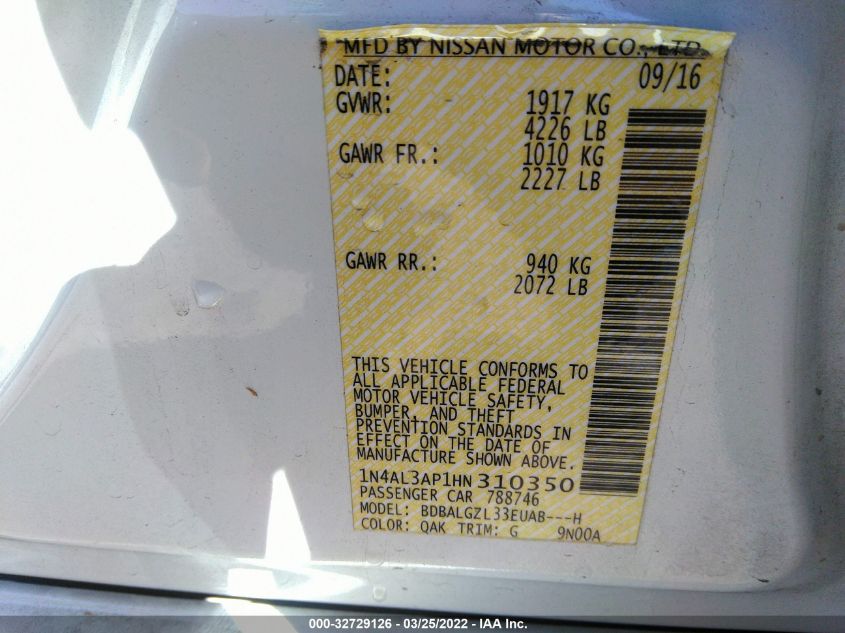 MFD BY NISSAN MOTOR CO., LTD.
DATE: 09/16
GVWR: 1917 KG
4226 LB
GAWR FR.: 1010 KG
2227 LB
GAWR RR.: 940 KG
2072 LB
THIS VEHICLE CONFORMS TO
ALL APPLICABLE FEDERAL
MOTOR VEHICLE SAFETY,
BUMPER, AND THEFT
PREVENTION STANDARDS IN
EFFECT ON THE DATE OF
MANUFACTURE SHOWN ABOVE.
1N4AL3AP1HN310350
PASSENGER CAR 788746
MODEL: BDBALGZL33EUAB---H
COLOR: QAK TRIM: G 9N00A
000-32729126 - 03/25/2022 - IAA Inc.